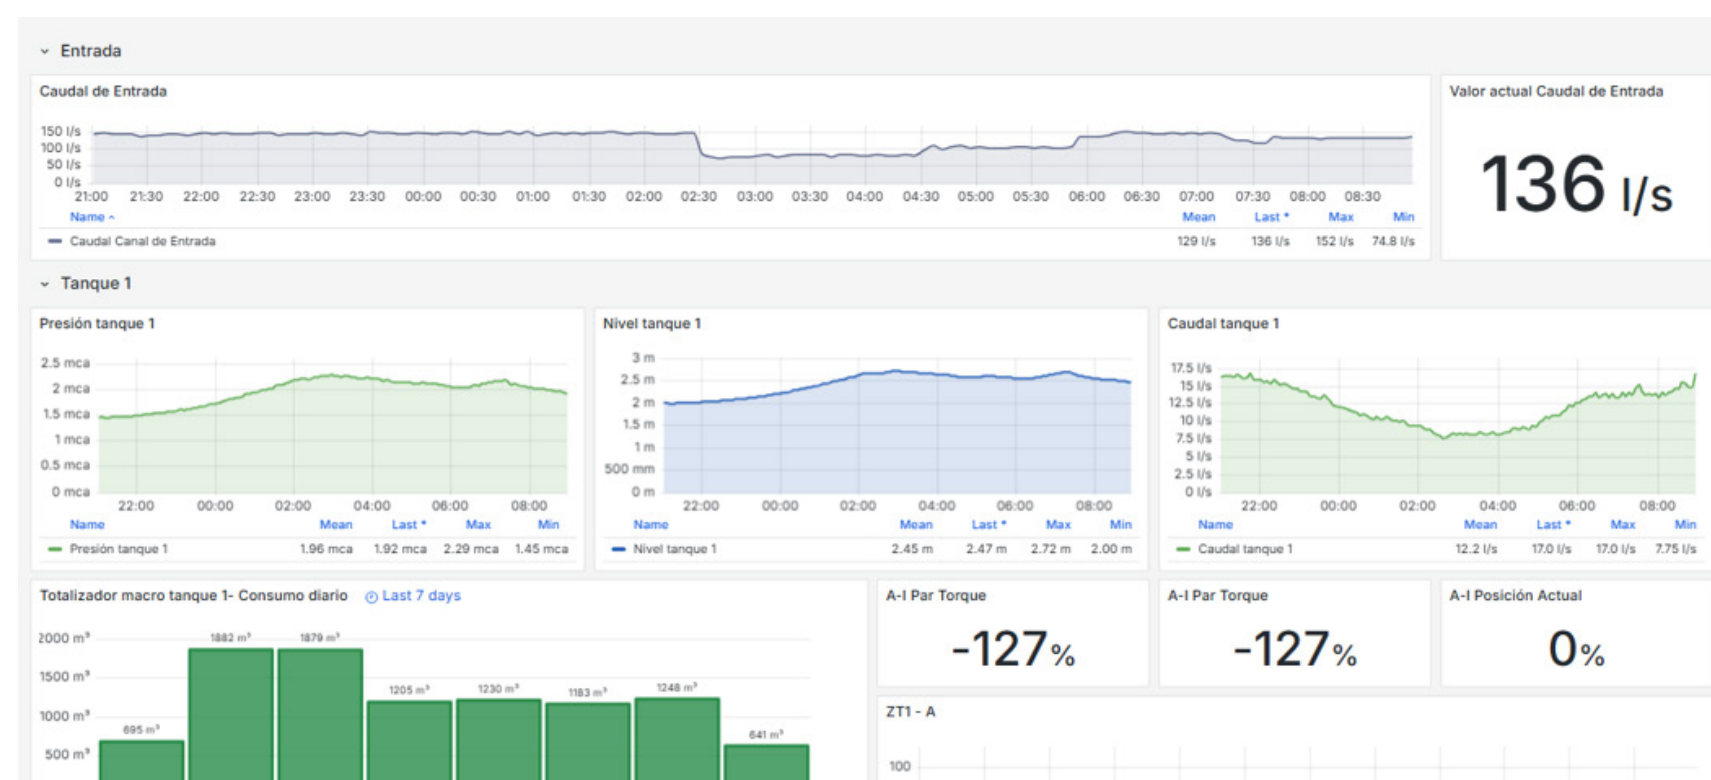 Entrada
Caudal de Entrada
Valor actual Caudal de Entrada
150 l/s
100 l/s
50 l/s
0 l/s
136 l/s
21:00 21:30 22:00 22:30 23:00 23:30 00:00 00:30 01:00 01:30 02:00 02:30 03:00 03:30 04:00 04:30 05:00 05:30 06:00 06:30 07:00 07:30 08:00 08:30
Name Mean Last * Max Min
Caudal Canal de Entrada 129 l/s 136 l/s 152 l/s 74.8 l/s
Tanque 1
Presión tanque 1
2.5 mca
2 mca
1.5 mca
1 mca
0.5 mca
0 mca
22:00 00:00 02:00 04:00 06:00 08:00
Name Mean Last * Max Min
Presión tanque 1 1.96 mca 1.92 mca 2.29 mca 1.45 mca
Nivel tanque 1
3 m
2.5 m
2 m
1.5 m
1 m
500 mm
0 m
22:00 00:00 02:00 04:00 06:00 08:00
Name Mean Last * Max Min
Nivel tanque 1 2.45 m 2.47 m 2.72 m 2.00 m
Caudal tanque 1
17.5 l/s
15 l/s
12.5 l/s
10 l/s
7.5 l/s
5 l/s
2.5 l/s
0 l/s
22:00 00:00 02:00 04:00 06:00 08:00
Name Mean Last * Max Min
Caudal tanque 1 12.2 l/s 17.0 l/s 17.0 l/s 7.75 l/s
Totalizador macro tanque 1- Consumo diario Last 7 days
2000 m³
1500 m³
1000 m³
500 m³
695 m³ 1882 m³ 1879 m³ 1205 m³ 1230 m³ 1183 m³ 1248 m³ 641 m³
A-I Par Torque
-127%
A-I Par Torque
-127%
A-I Posición Actual
0%
ZT1 - A
100